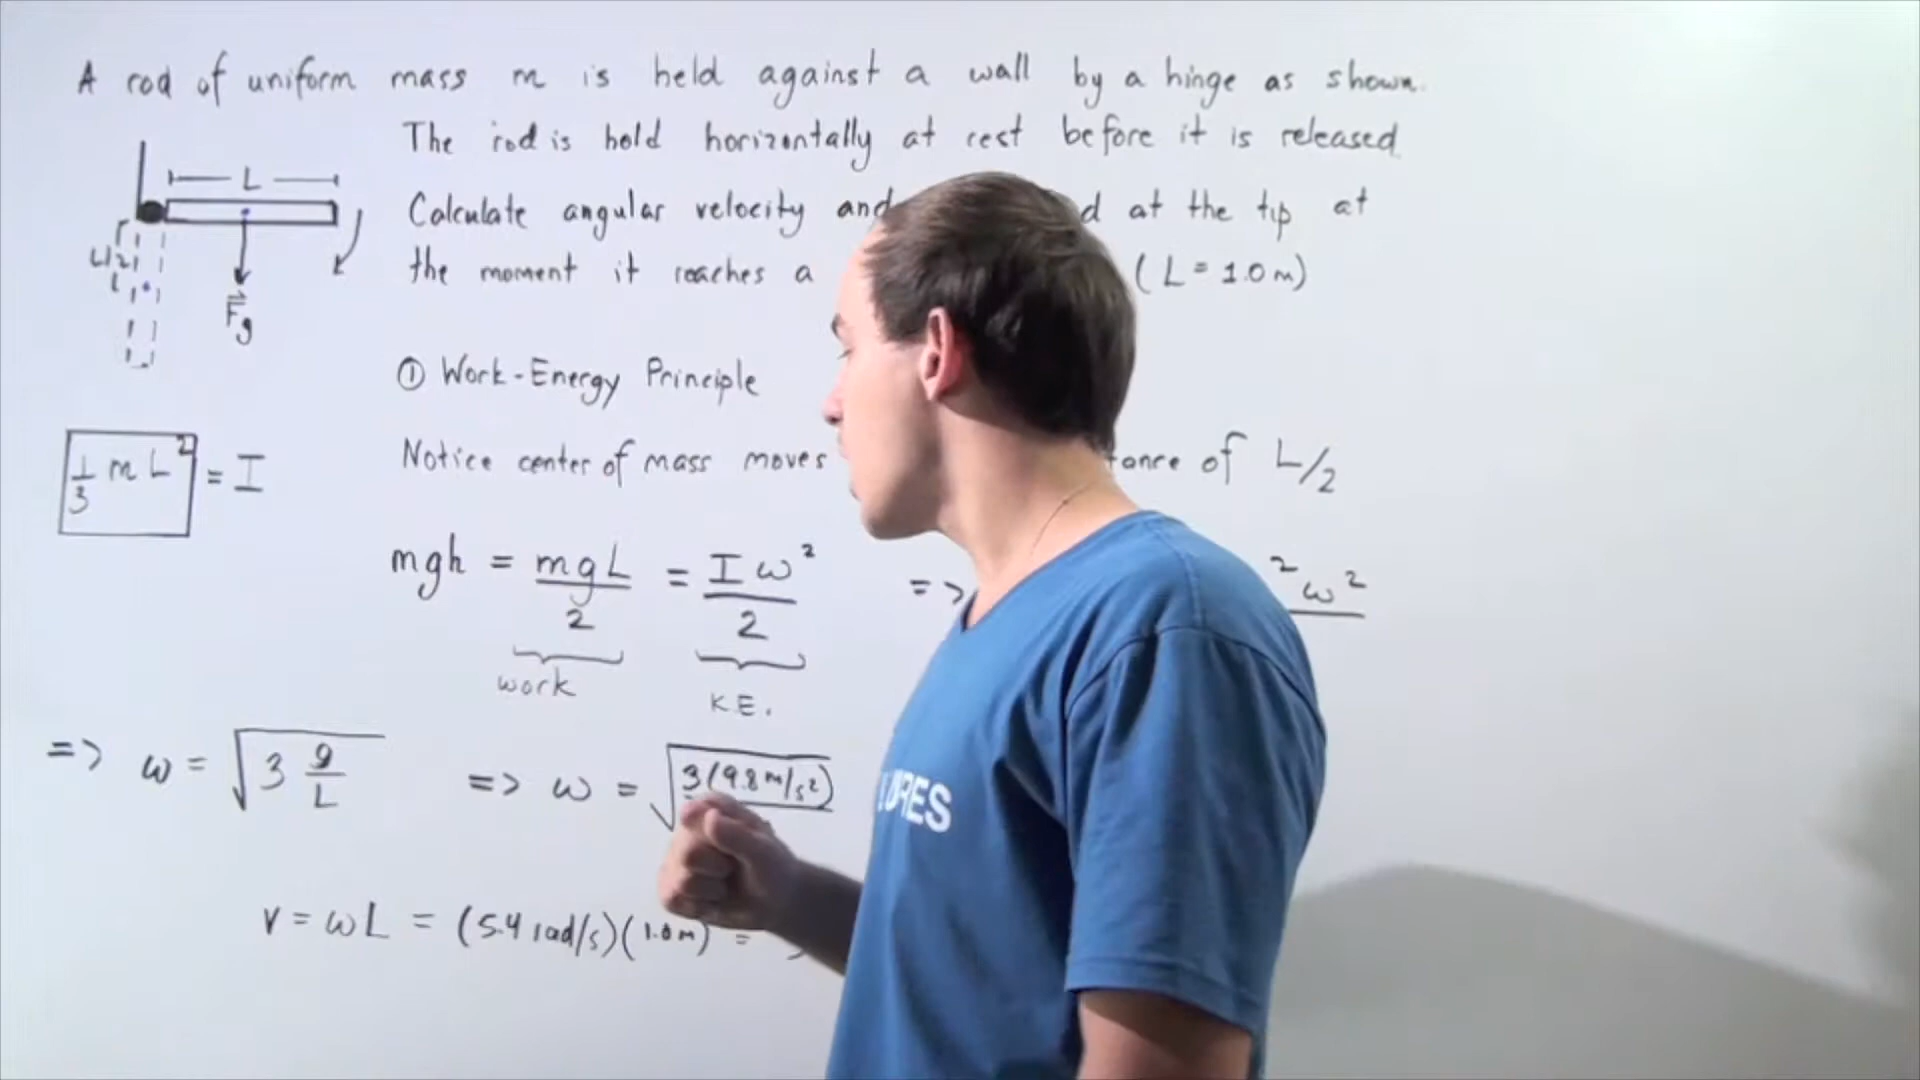 A rod of uniform mass m is held against a wall by a hinge as shown.
The rod is held horizontally at rest before it is released
Calculate angular velocity and at the tip at
the moment it reaches a (L = 1.0 m)
L
L/2
F⃗g
① Work-Energy Principle
Notice center of mass moves of L/2
1/3 m L² = I
mgh = mgL/2 = Iω²/2 => ²ω²
work
K.E.
=> ω = √(3 g/L) => ω = √(3(9.8 m/s²)
LORES
v = ωL = (5.4 rad/s)(1.0 m) =